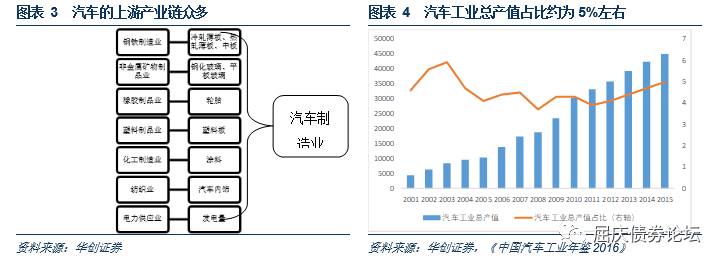 图表 3 汽车的上游产业链众多
钢铁制造业
冷轧薄板、热
轧薄板、中板
非金属矿物制
品业
钢化玻璃、平
板玻璃
橡胶制品业
轮胎
塑料制品业
塑料板
化工制造业
涂料
纺织业
汽车内饰
电力供应业
发电量
汽车制
造业
资料来源：华创证券
图表 4 汽车工业总产值占比约为 5%左右
50000
45000
40000
35000
30000
25000
20000
15000
10000
5000
0
7
6
5
4
3
2
1
0
2001 2002 2003 2004 2005 2006 2007 2008 2009 2010 2011 2012 2013 2014 2015
汽车工业总产值
汽车工业总产值占比（右轴）
资料来源：华创证券，《中国汽车工业年鉴 2016》
屈庆债券论坛